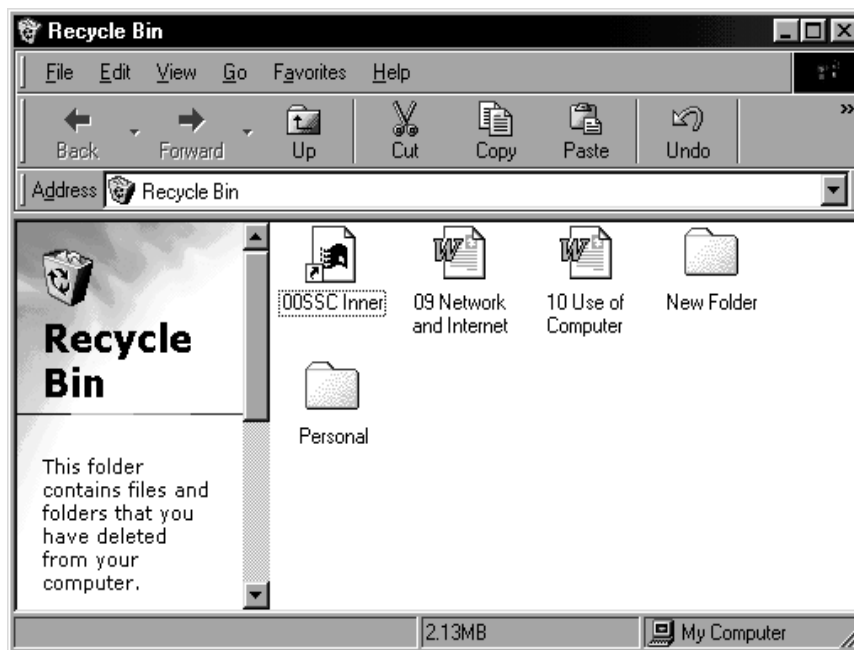 Recycle Bin
File Edit View Go Favorites Help
Back Forward Up Cut Copy Paste Undo »
Address Recycle Bin
Recycle
Bin
This folder
contains files and
folders that you
have deleted
from your
computer.
00SSC Inner
09 Network
and Internet
10 Use of
Computer
New Folder
Personal
2.13MB My Computer